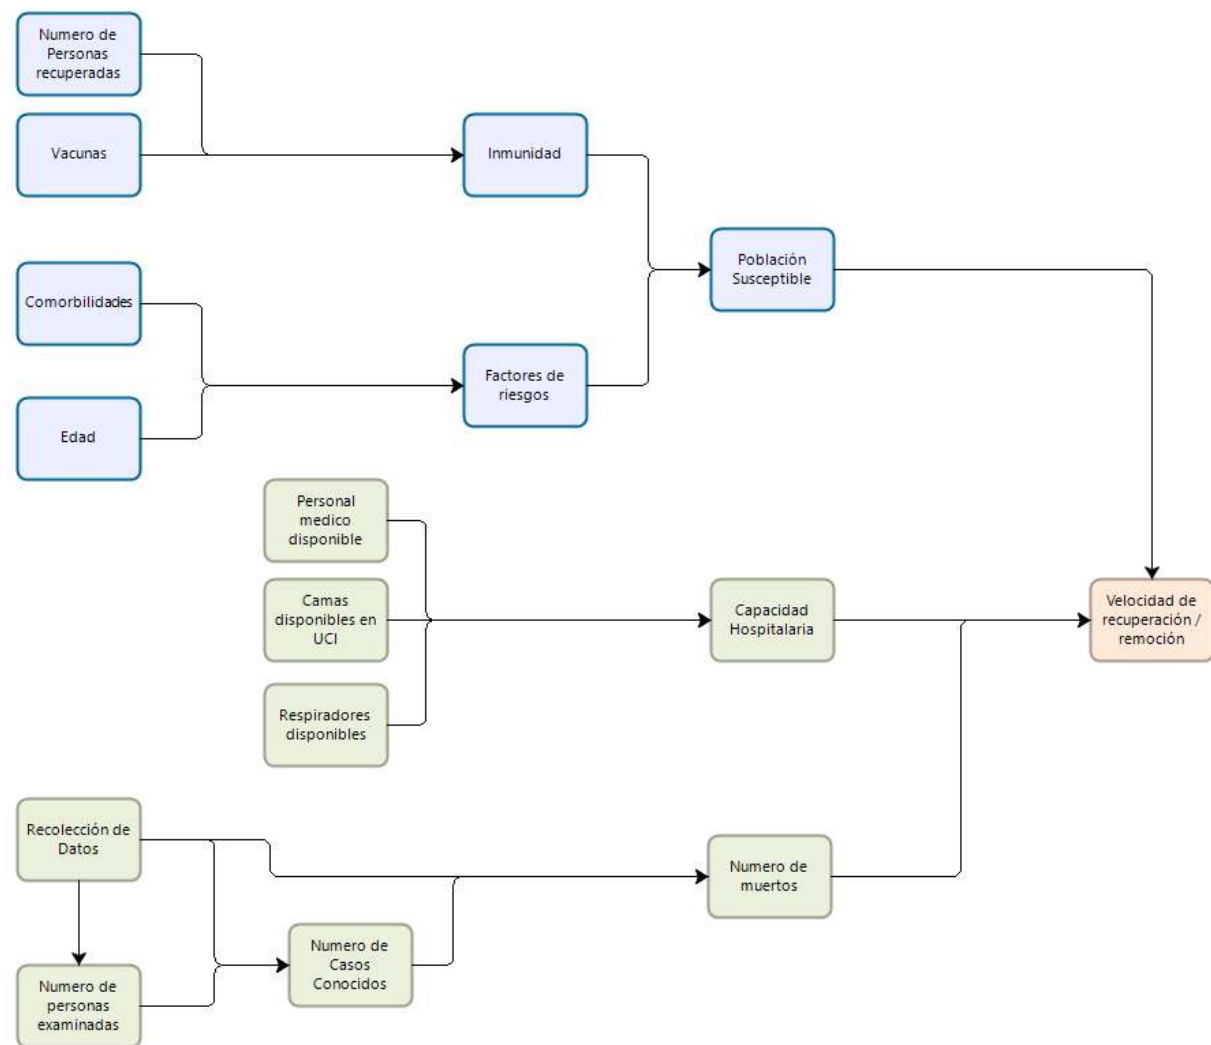 Numero de
Personas
recuperadas
Vacunas
Inmunidad
Población
Susceptible
Comorbilidades
Factores de
riesgos
Edad
Personal
medico
disponible
Camas
disponibles en
UCI
Capacidad
Hospitalaria
Velocidad de
recuperación /
remoción
Respiradores
disponibles
Recolección de
Datos
Numero de
muertos
Numero de
Casos
Conocidos
Numero de
personas
examinadas